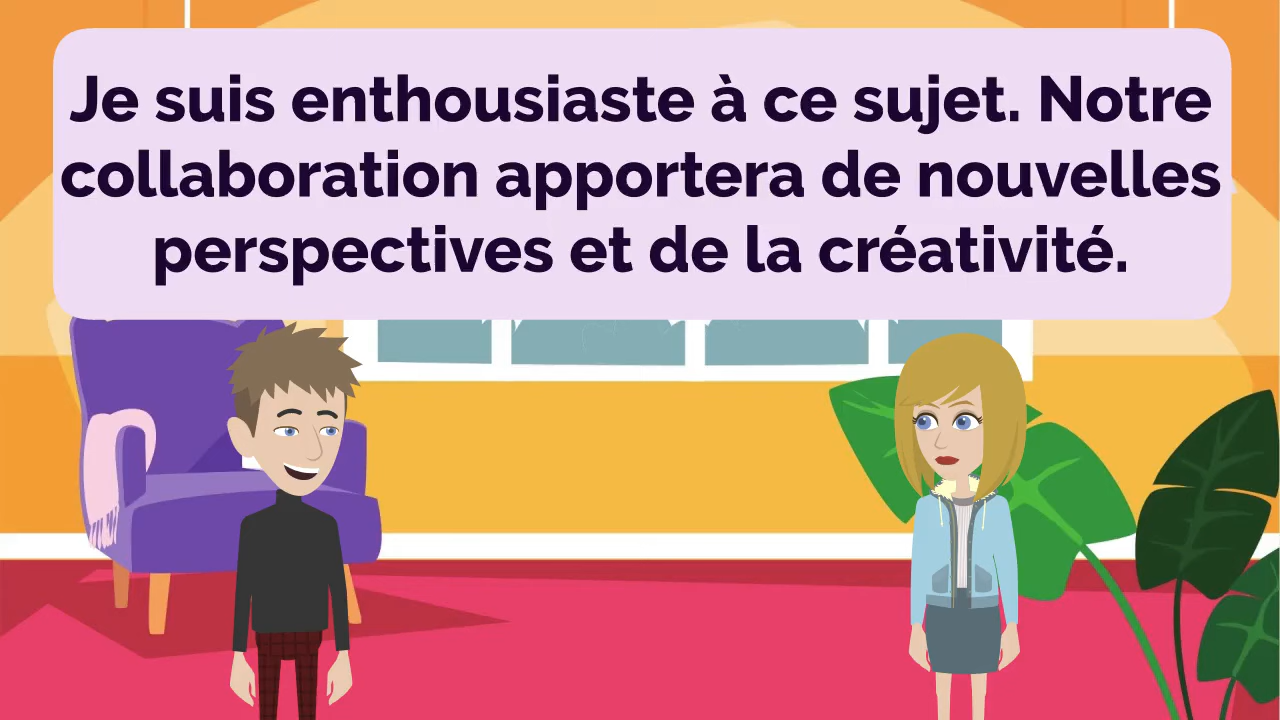 Je suis enthousiaste à ce sujet. Notre
collaboration apportera de nouvelles
perspectives et de la créativité.